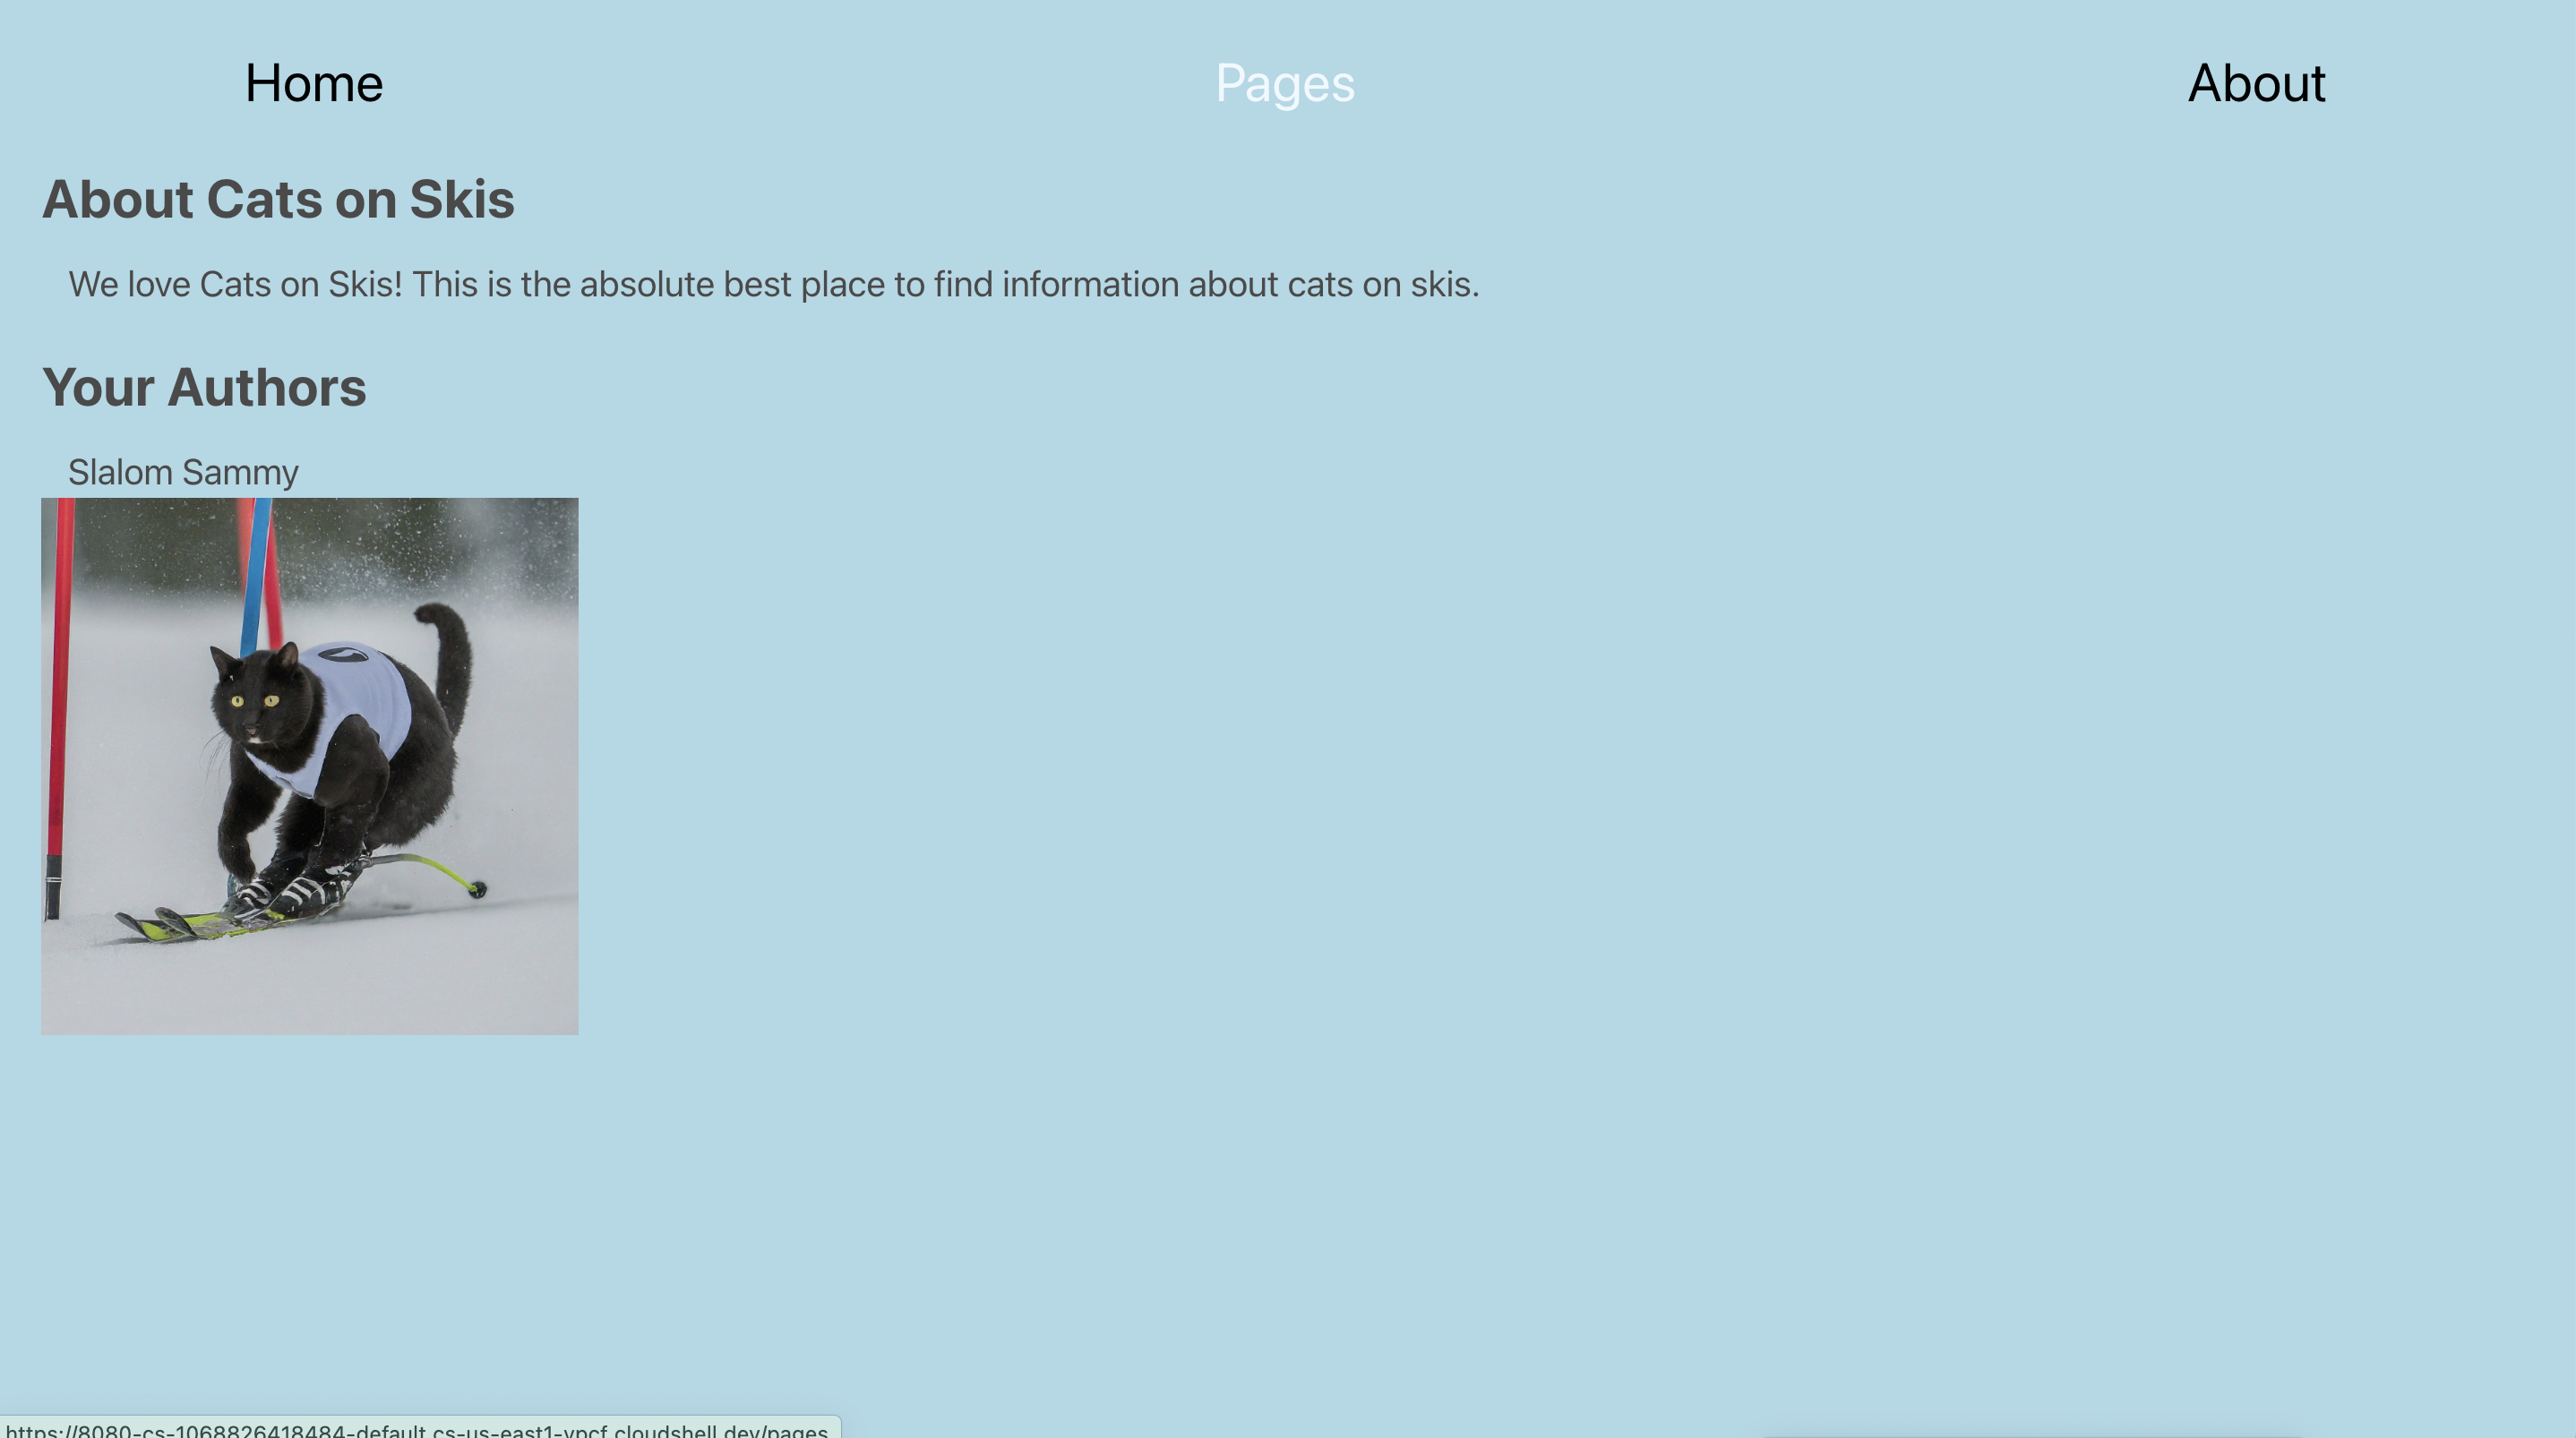 Home Pages About
About Cats on Skis
We love Cats on Skis! This is the absolute best place to find information about cats on skis.
Your Authors
Slalom Sammy
https://8080-cs-1068826418484-default.cs-us-east1-vpcf.cloudshell.dev/pages